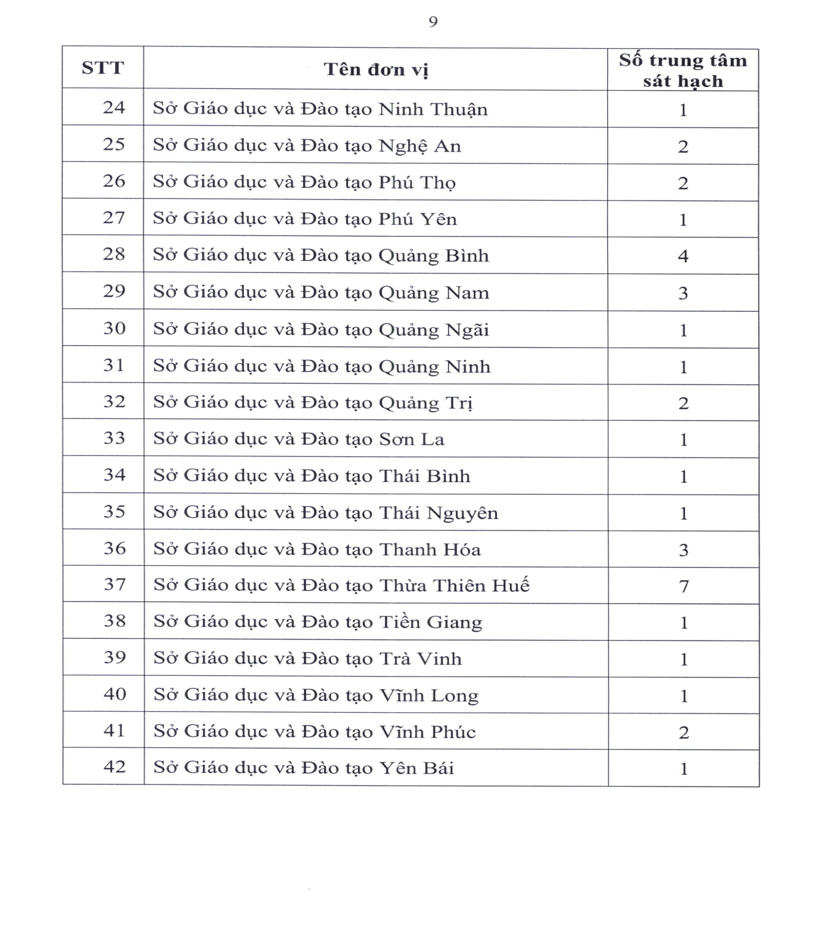 9
STT Tên đơn vị Số trung tâm sát hạch
24 Sở Giáo dục và Đào tạo Ninh Thuận 1
25 Sở Giáo dục và Đào tạo Nghệ An 2
26 Sở Giáo dục và Đào tạo Phú Thọ 2
27 Sở Giáo dục và Đào tạo Phú Yên 1
28 Sở Giáo dục và Đào tạo Quảng Bình 4
29 Sở Giáo dục và Đào tạo Quảng Nam 3
30 Sở Giáo dục và Đào tạo Quảng Ngãi 1
31 Sở Giáo dục và Đào tạo Quảng Ninh 1
32 Sở Giáo dục và Đào tạo Quảng Trị 2
33 Sở Giáo dục và Đào tạo Sơn La 1
34 Sở Giáo dục và Đào tạo Thái Bình 1
35 Sở Giáo dục và Đào tạo Thái Nguyên 1
36 Sở Giáo dục và Đào tạo Thanh Hóa 3
37 Sở Giáo dục và Đào tạo Thừa Thiên Huế 7
38 Sở Giáo dục và Đào tạo Tiền Giang 1
39 Sở Giáo dục và Đào tạo Trà Vinh 1
40 Sở Giáo dục và Đào tạo Vĩnh Long 1
41 Sở Giáo dục và Đào tạo Vĩnh Phúc 2
42 Sở Giáo dục và Đào tạo Yên Bái 1